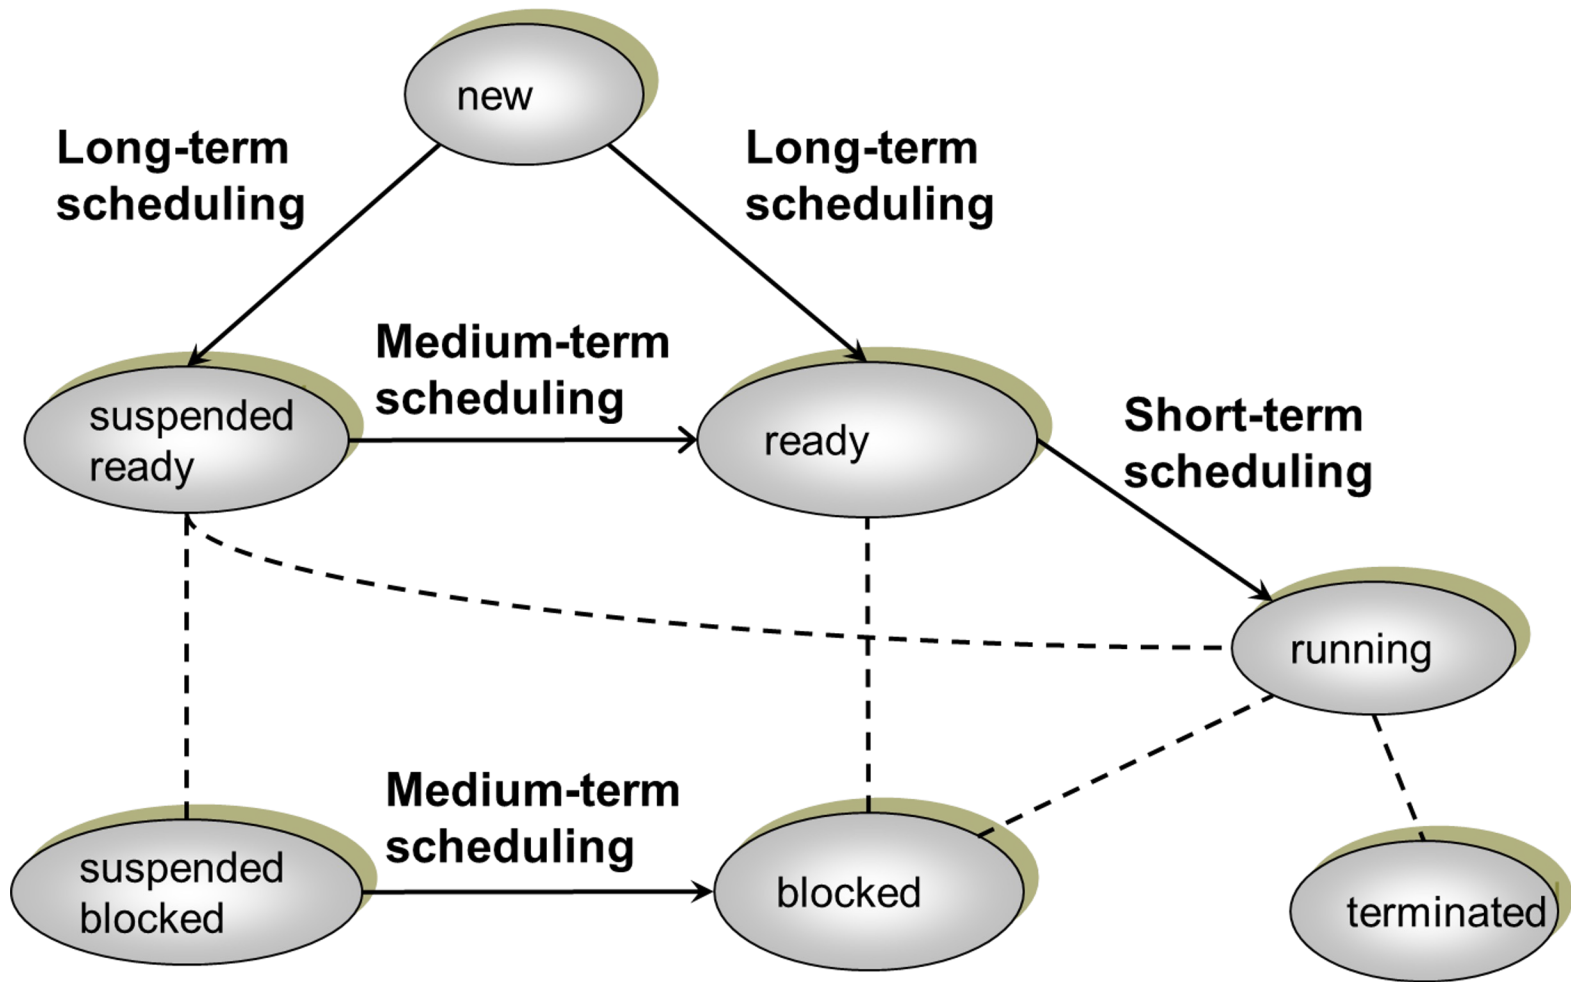 new
Long-term
scheduling
Long-term
scheduling
Medium-term
scheduling
suspended
ready
ready
Short-term
scheduling
running
Medium-term
scheduling
suspended
blocked
blocked
terminated